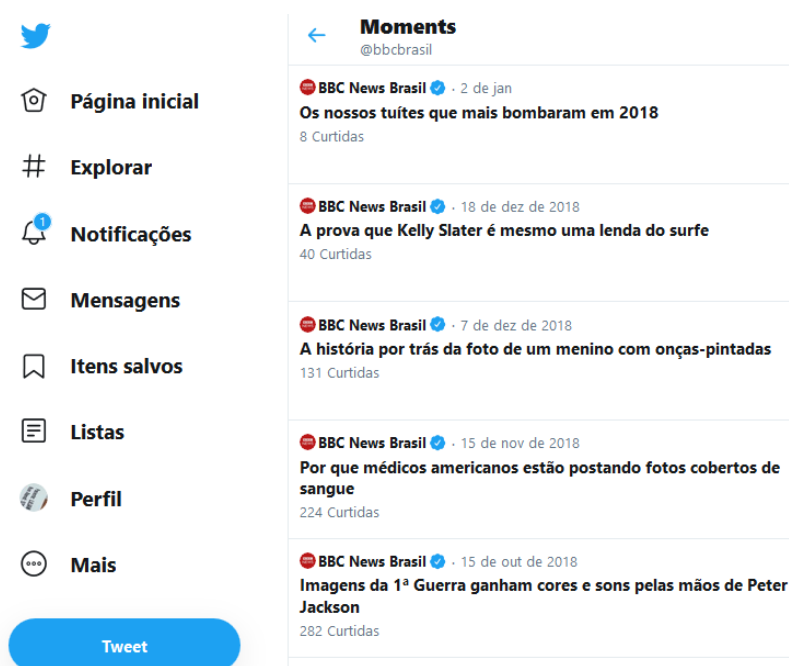 Moments
@bbcbrasil
Página inicial
Explorar
1
Notificações
Mensagens
Itens salvos
Listas
Perfil
Mais
Tweet
BBC News Brasil · 2 de jan
Os nossos tuítes que mais bombaram em 2018
8 Curtidas
BBC News Brasil · 18 de dez de 2018
A prova que Kelly Slater é mesmo uma lenda do surfe
40 Curtidas
BBC News Brasil · 7 de dez de 2018
A história por trás da foto de um menino com onças-pintadas
131 Curtidas
BBC News Brasil · 15 de nov de 2018
Por que médicos americanos estão postando fotos cobertos de
sangue
224 Curtidas
BBC News Brasil · 15 de out de 2018
Imagens da 1ª Guerra ganham cores e sons pelas mãos de Peter
Jackson
282 Curtidas